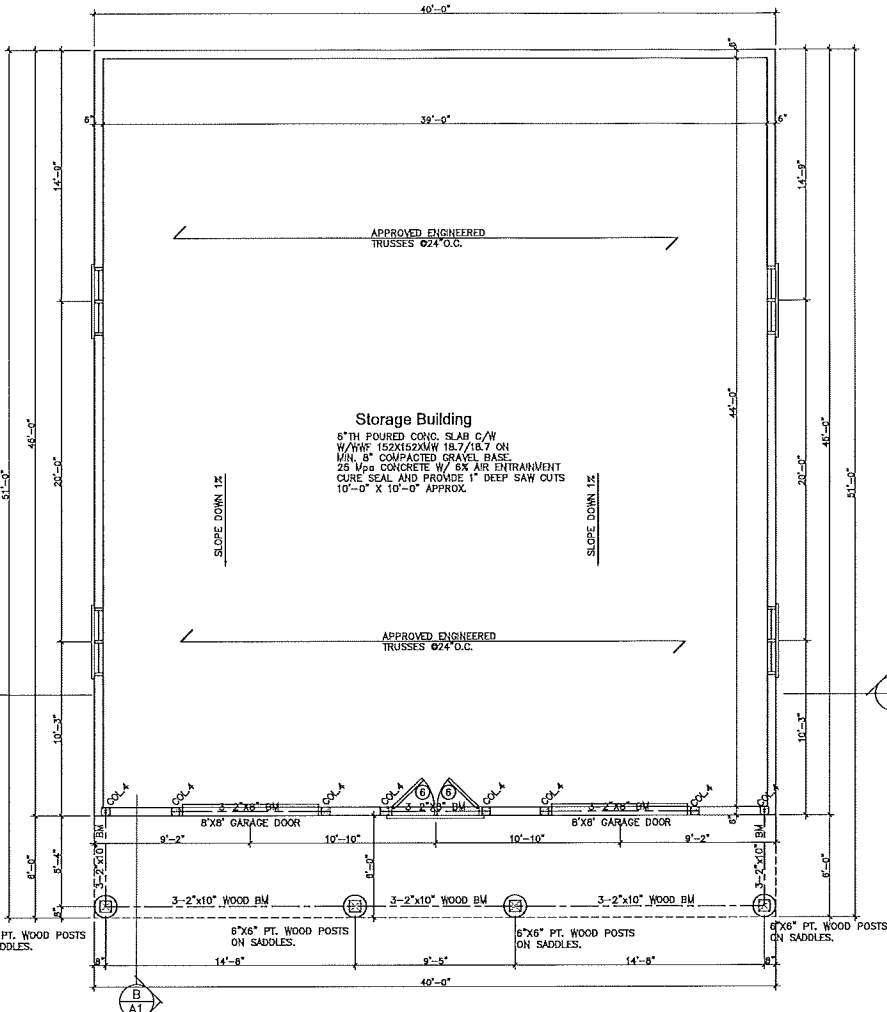 40'-0"
6"
6"
39'-0"
6"
14'-9"
14'-9"
APPROVED ENGINEERED
TRUSSES @24"O.C.
51'-0"
45'-0"
20'-0"
44'-0"
20'-0"
45'-0"
51'-0"
Storage Building
6"TH POURED CONC. SLAB C/W
W/WWF 152X152XMW 18.7/18.7 ON
MIN. 8" COMPACTED GRAVEL BASE.
25 Mpa CONCRETE W/ 6% AIR ENTRAINMENT
CURE SEAL AND PROVIDE 1" DEEP SAW CUTS
10'-0" X 10'-0" APPROX.
SLOPE DOWN 1%
SLOPE DOWN 1%
APPROVED ENGINEERED
TRUSSES @24"O.C.
10'-3"
10'-3"
COL.4
COL.4
COL.4
COL.4
COL.4
COL.4
COL.4
COL.4
6
6
3-2"X8" BM
3-2"X8" BM
3-2"X8" BM
8'X8' GARAGE DOOR
8'X8' GARAGE DOOR
6"
9'-2"
10'-10"
10'-10"
9'-2"
6'-0"
5'-4"
3-2"x10" BM
6'-0"
3-2"x10" BM
6'-0"
8"
3-2"x10" WOOD BM
3-2"x10" WOOD BM
3-2"x10" WOOD BM
PT. WOOD POSTS
DDLES.
6"X6" PT. WOOD POSTS
ON SADDLES.
6"X6" PT. WOOD POSTS
ON SADDLES.
6"X6" PT. WOOD POSTS
ON SADDLES.
8"
14'-8"
9'-5"
14'-8"
8"
40'-0"
B
A1